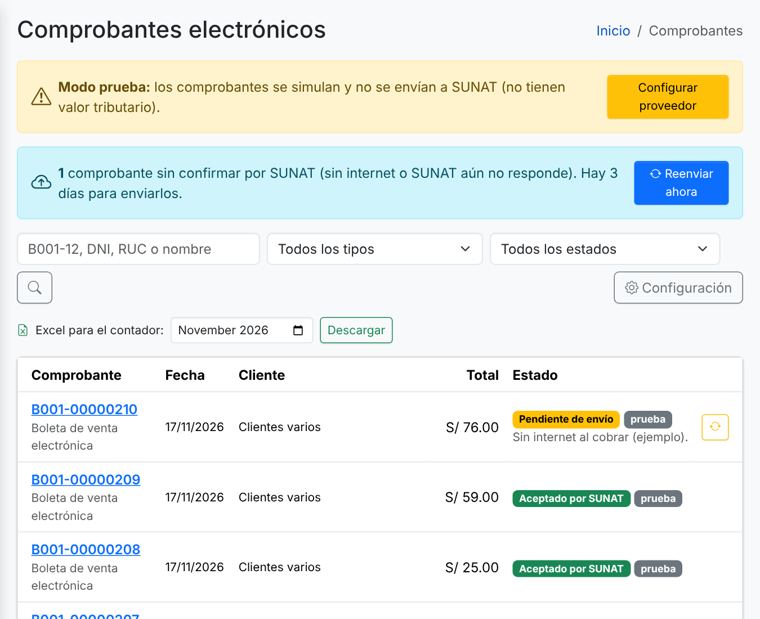 Comprobantes electrónicos
Inicio / Comprobantes
Modo prueba: los comprobantes se simulan y no se envían a SUNAT (no tienen
valor tributario).
Configurar
proveedor
1 comprobante sin confirmar por SUNAT (sin internet o SUNAT aún no responde). Hay 3
días para enviarlos.
Reenviar
ahora
B001-12, DNI, RUC o nombre
Todos los tipos
Todos los estados
Configuración
Excel para el contador:
November 2026
Descargar
Comprobante Fecha Cliente Total Estado
B001-00000210
Boleta de venta
electrónica
17/11/2026
Clientes varios
S/ 76.00
Pendiente de envío prueba
Sin internet al cobrar (ejemplo).
B001-00000209
Boleta de venta
electrónica
17/11/2026
Clientes varios
S/ 59.00
Aceptado por SUNAT prueba
B001-00000208
Boleta de venta
electrónica
17/11/2026
Clientes varios
S/ 25.00
Aceptado por SUNAT prueba